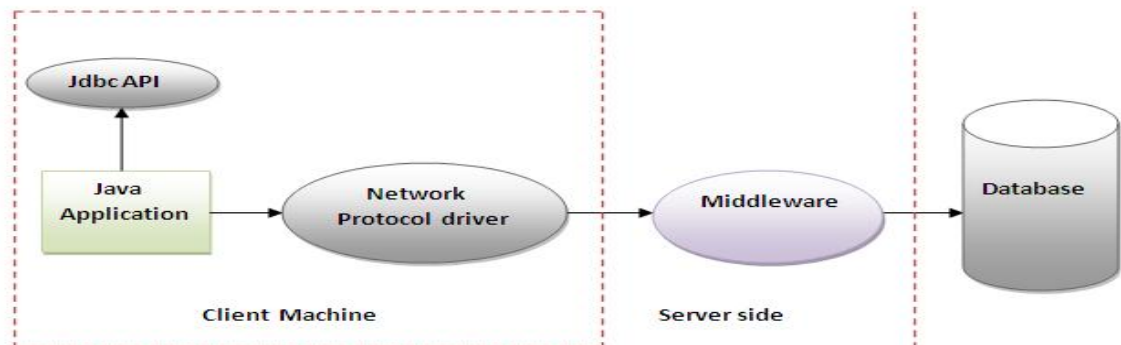 Jdbc API
Java
Application
Network
Protocol driver
Middleware
Database
Client Machine
Server side